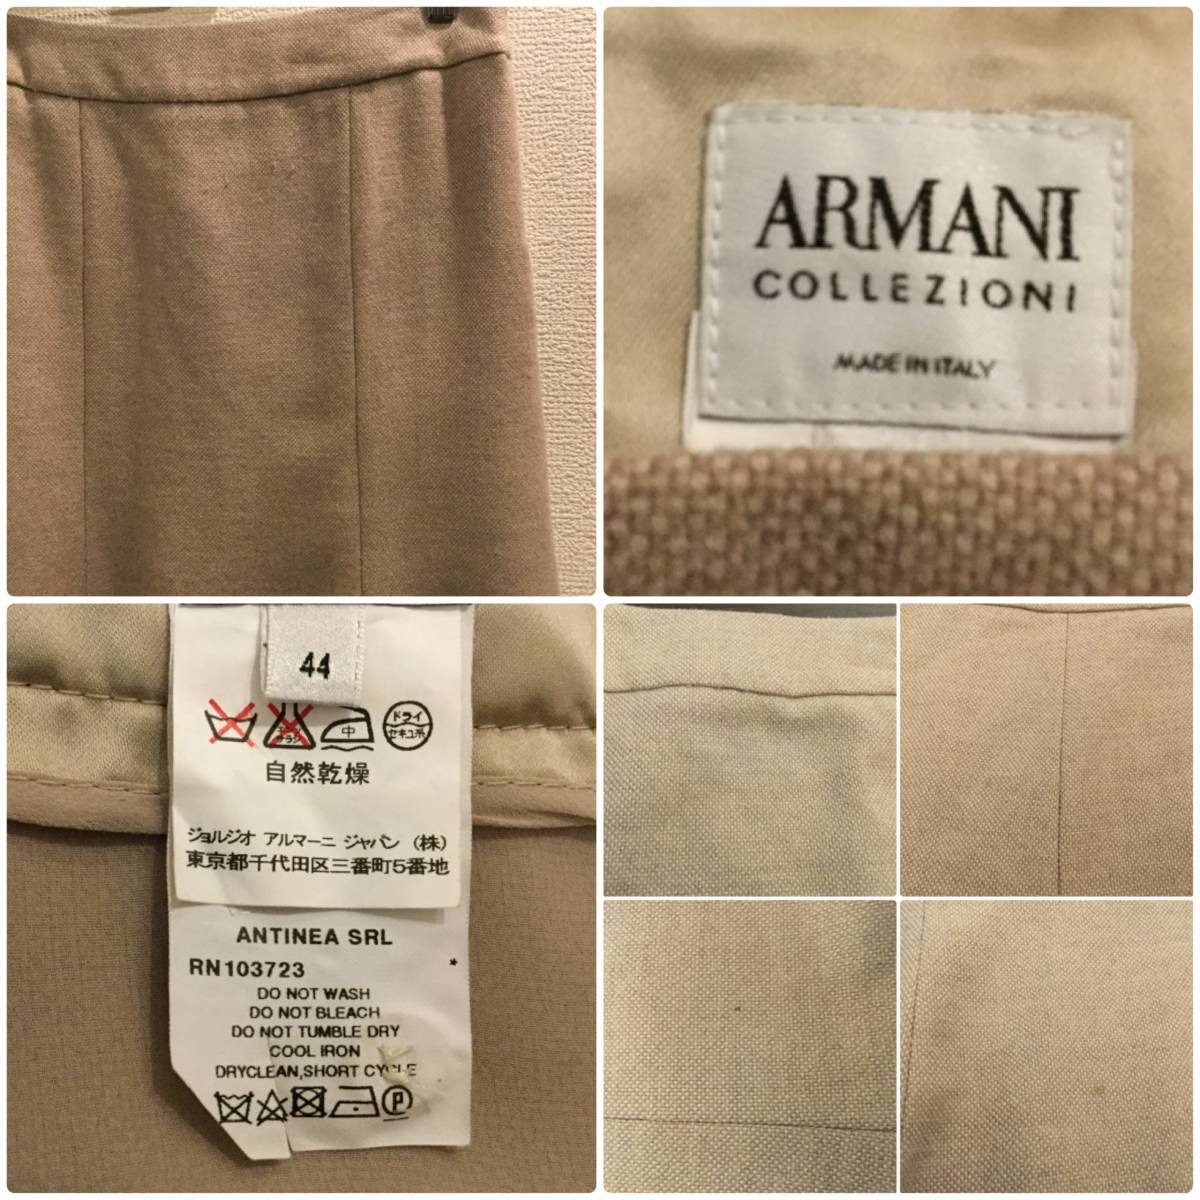 ARMANI
COLLEZIONI
MADE IN ITALY
44
中
ドライ
セキユ系
自然乾燥
ジョルジオ アルマーニ ジャパン (株)
東京都千代田区三番町5番地
ANTINEA SRL
RN103723 *
DO NOT WASH
DO NOT BLEACH
DO NOT TUMBLE DRY
COOL IRON
DRYCLEAN,SHORT CYCLE
P